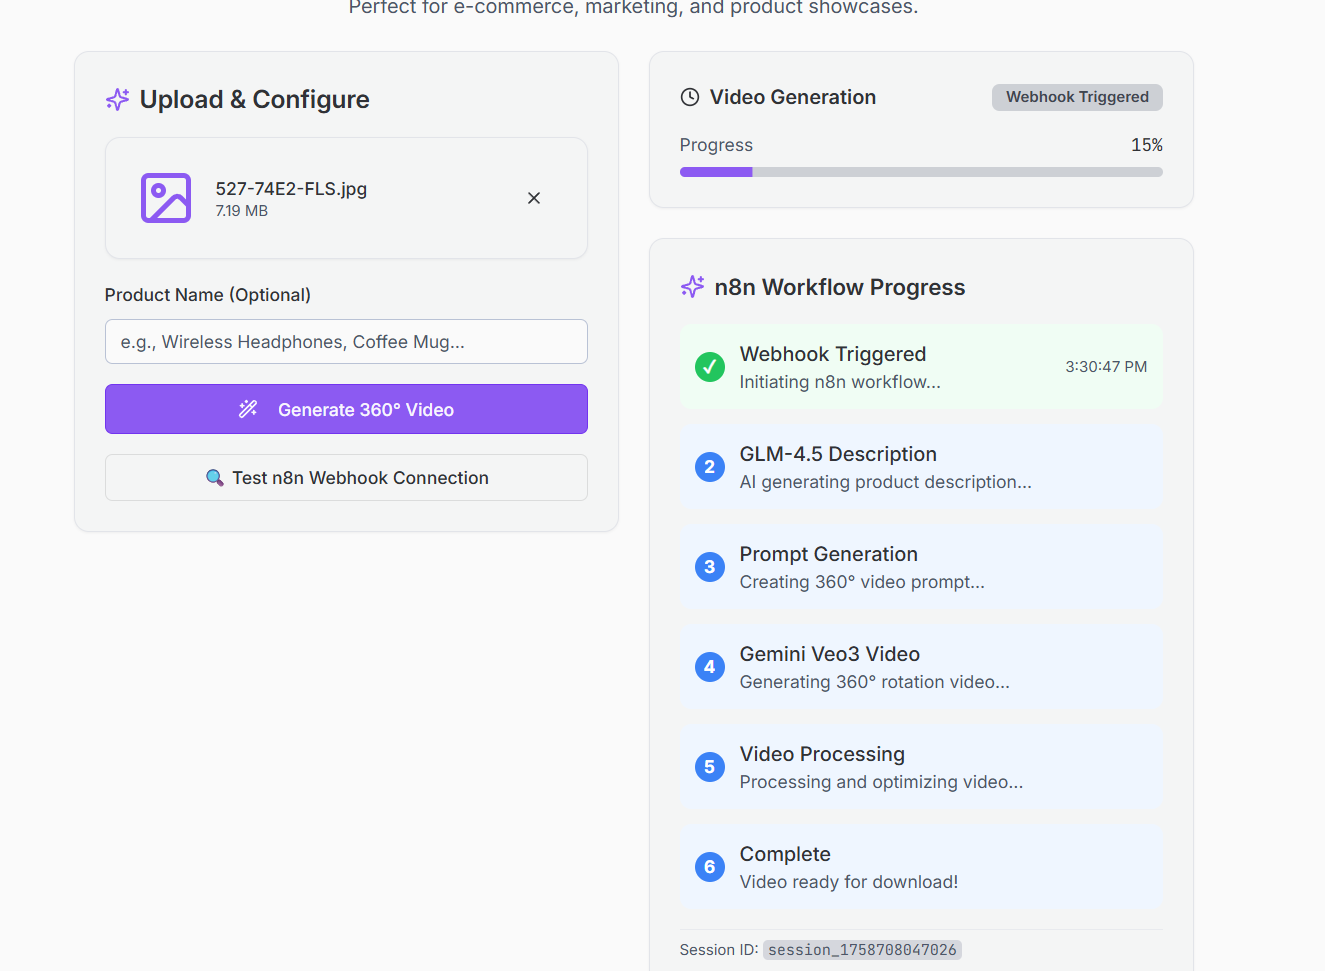 Perfect for e-commerce, marketing, and product showcases.
Upload & Configure
527-74E2-FLS.jpg
7.19 MB
Product Name (Optional)
e.g., Wireless Headphones, Coffee Mug...
Generate 360° Video
Test n8n Webhook Connection
Video Generation
Webhook Triggered
Progress
15%
n8n Workflow Progress
Webhook Triggered
Initiating n8n workflow...
3:30:47 PM
2
GLM-4.5 Description
AI generating product description...
3
Prompt Generation
Creating 360° video prompt...
4
Gemini Veo3 Video
Generating 360° rotation video...
5
Video Processing
Processing and optimizing video...
6
Complete
Video ready for download!
Session ID: session_1758708047026